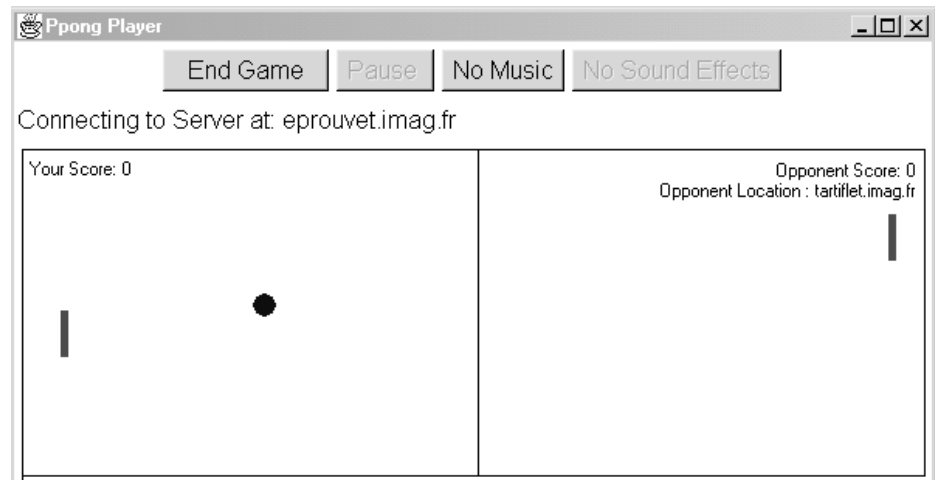 Ppong Player
End Game Pause No Music No Sound Effects
Connecting to Server at: eprouvet.imag.fr
Your Score: 0
Opponent Score: 0
Opponent Location : tartiflet.imag.fr